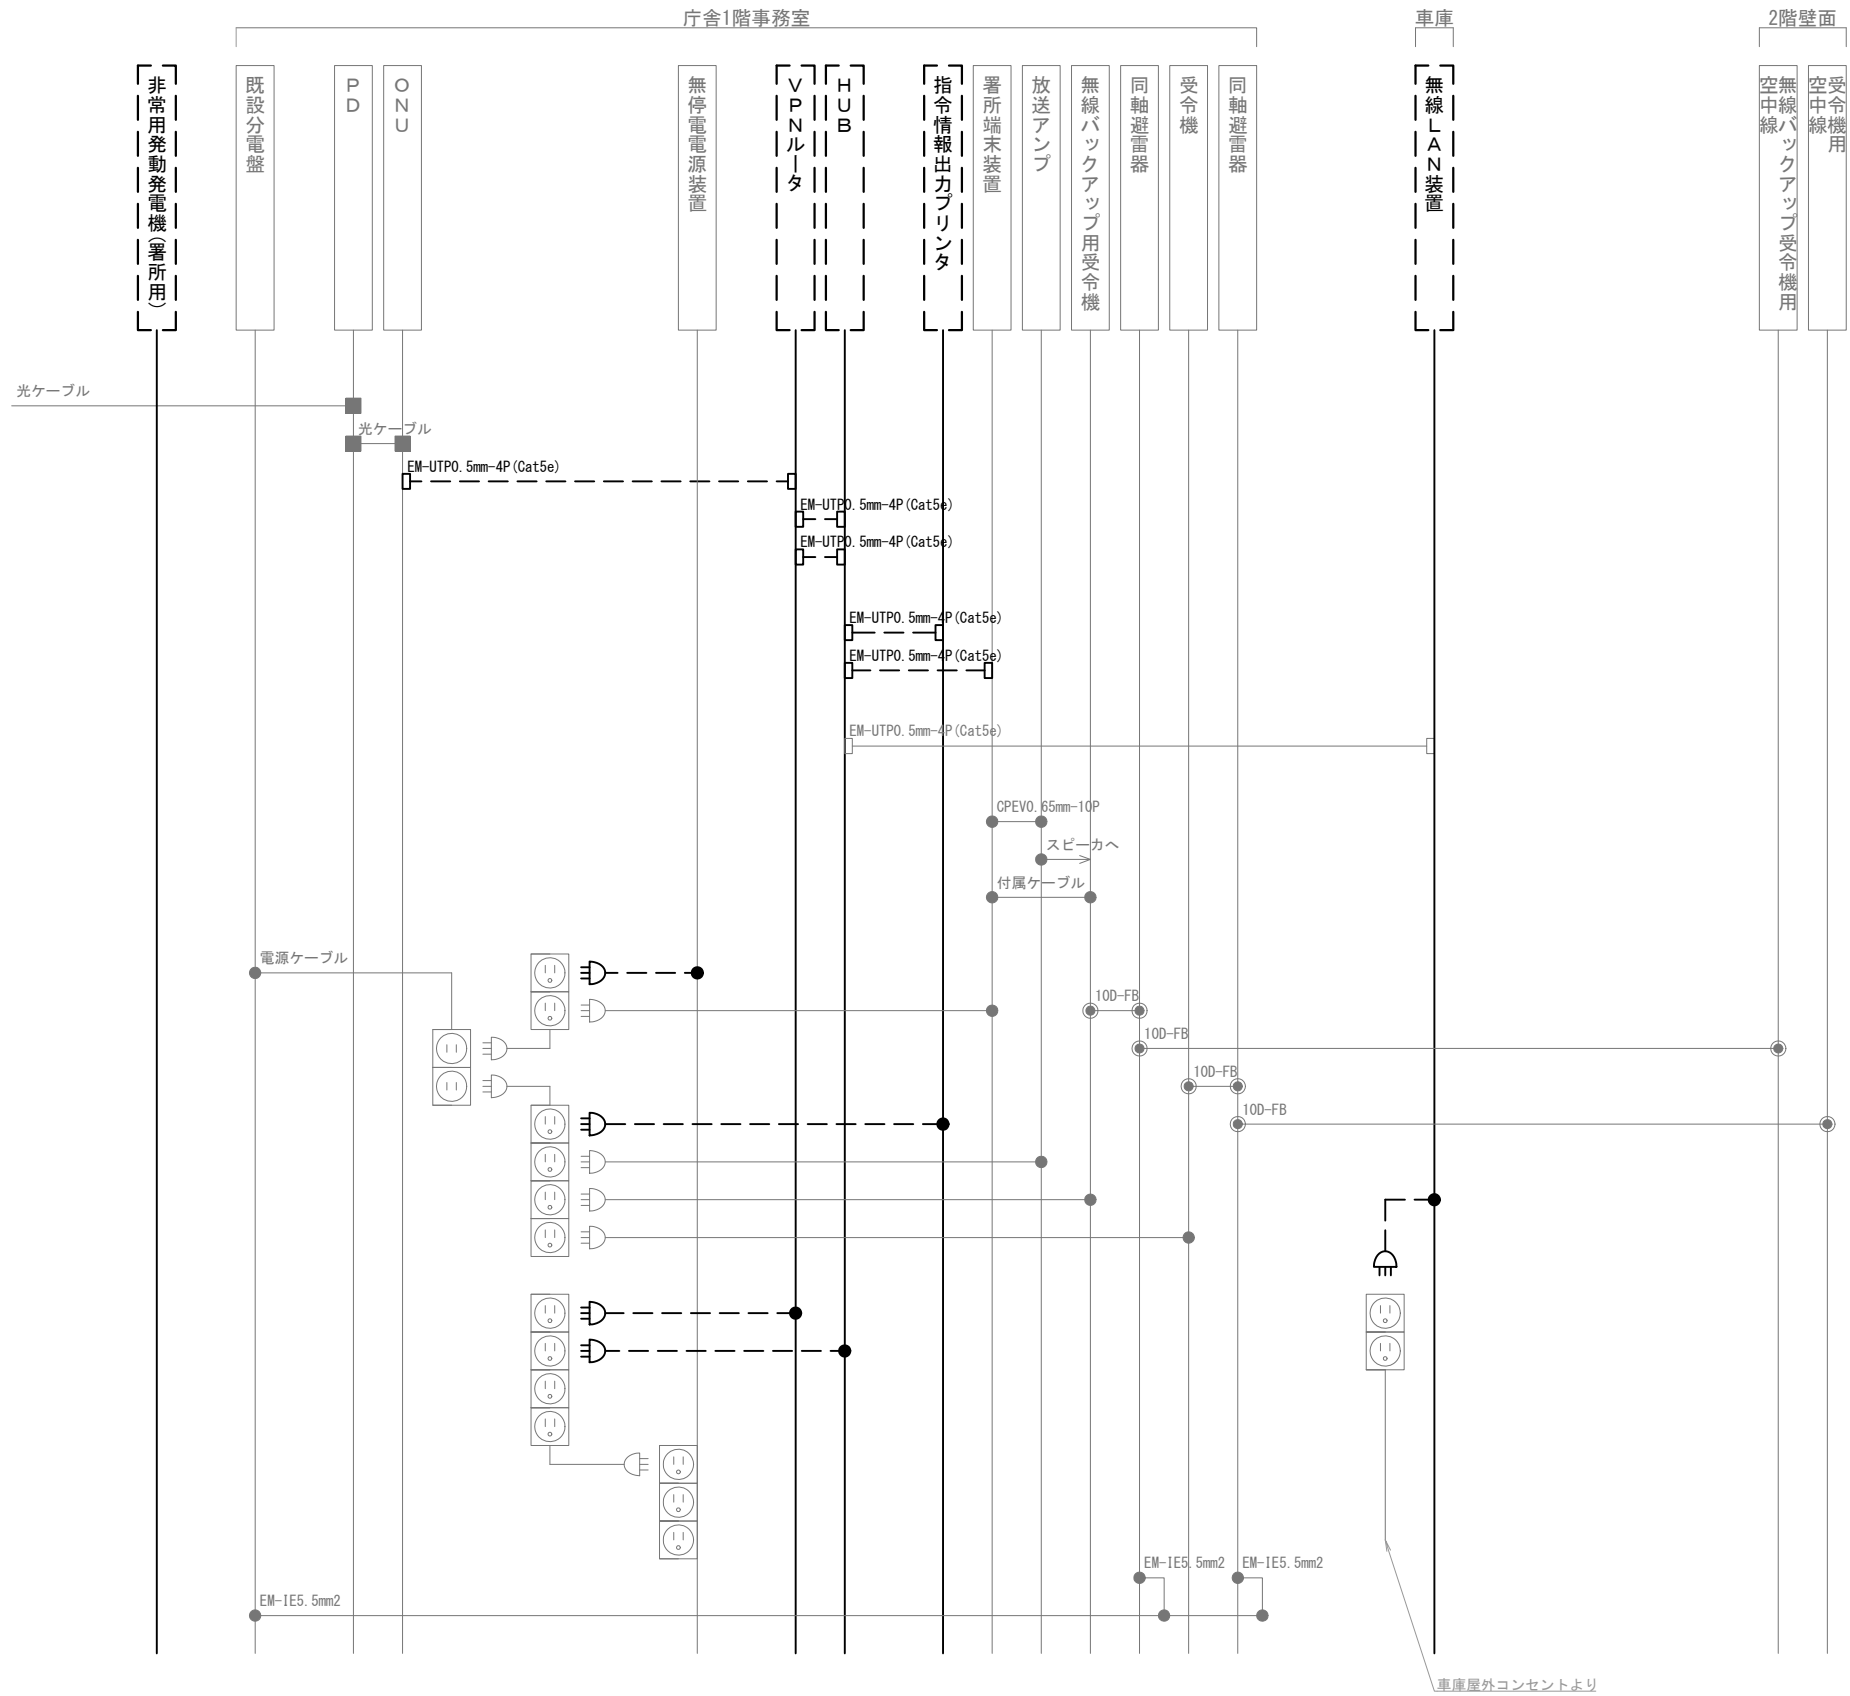 庁舎1階事務室
車庫
2階壁面
非常用発動発電機(署所用)
既設分電盤
PD
ONU
無停電電源装置
VPNルータ
HUB
指令情報出力プリンタ
署所端末装置
放送アンプ
無線バックアップ用受令機
同軸避雷器
受令機
同軸避雷器
無線LAN装置
無線バックアップ受令機用
空中線
受令機用
空中線
光ケーブル
光ケーブル
EM-UTP0.5mm-4P(Cat5e)
EM-UTP0.5mm-4P(Cat5e)
EM-UTP0.5mm-4P(Cat5e)
EM-UTP0.5mm-4P(Cat5e)
EM-UTP0.5mm-4P(Cat5e)
EM-UTP0.5mm-4P(Cat5e)
CPEV0.65mm-10P
スピーカへ
付属ケーブル
電源ケーブル
10D-FB
10D-FB
10D-FB
10D-FB
EM-IE5.5mm2
EM-IE5.5mm2
EM-IE5.5mm2
車庫屋外コンセントより